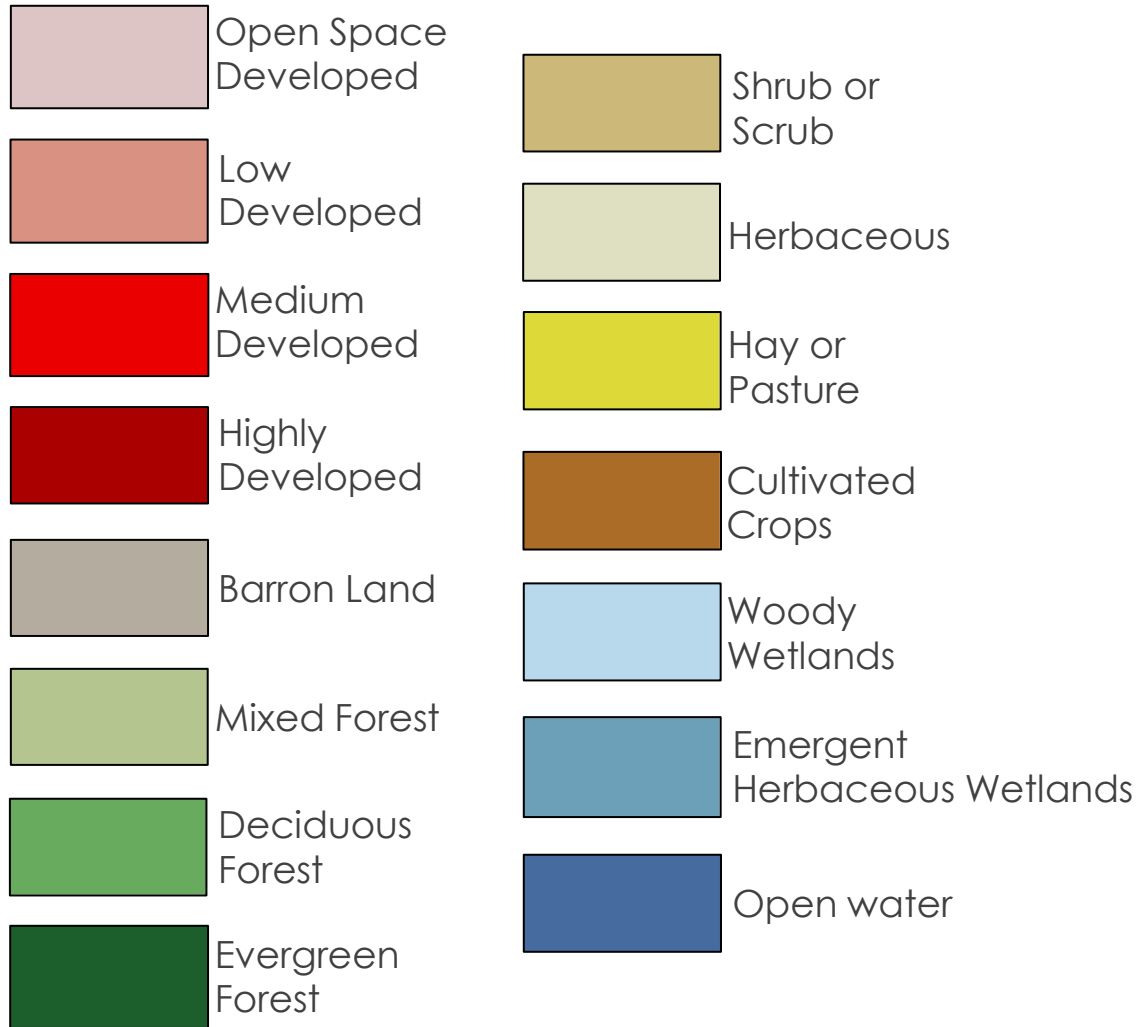 Open Space
Developed
Low
Developed
Medium
Developed
Highly
Developed
Barron Land
Mixed Forest
Deciduous
Forest
Evergreen
Forest
Shrub or
Scrub
Herbaceous
Hay or
Pasture
Cultivated
Crops
Woody
Wetlands
Emergent
Herbaceous Wetlands
Open water